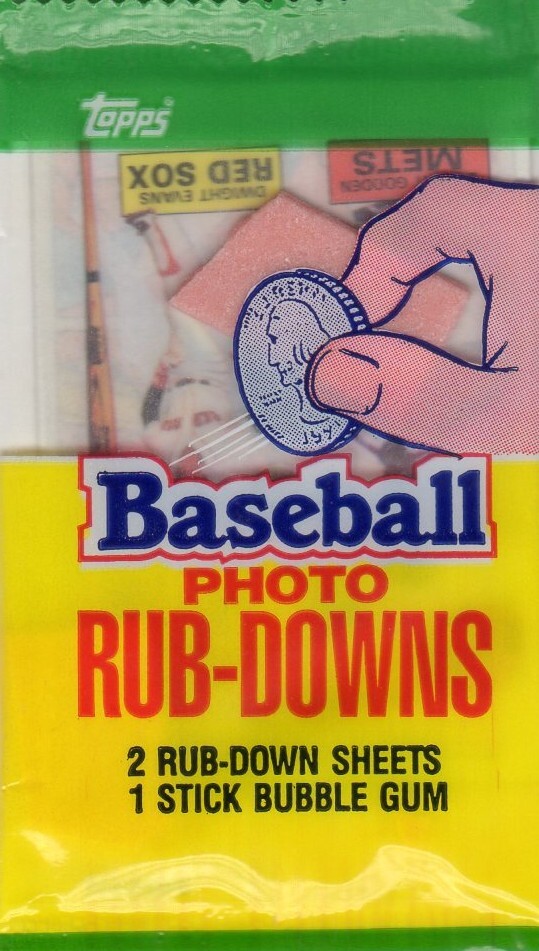 Topps
DWIGHT EVANS
RED SOX
GOODEN
METS
LIBERTY
Baseball
PHOTO
RUB-DOWNS
2 RUB-DOWN SHEETS
1 STICK BUBBLE GUM